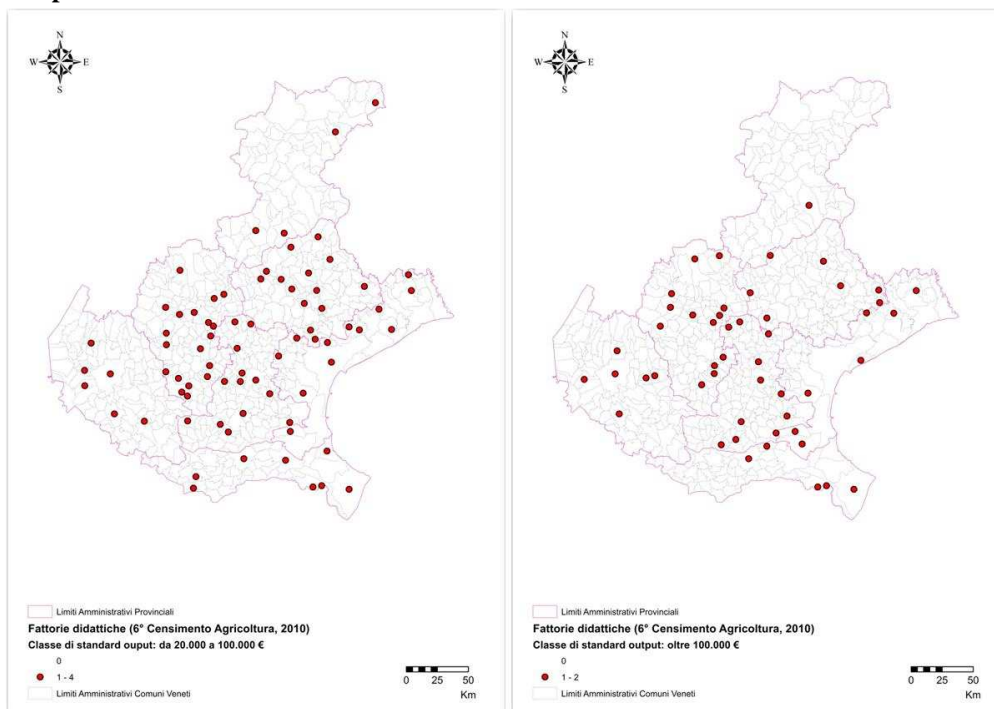 N
W E
S
Limiti Amministrativi Provinciali
Fattorie didattiche (6° Censimento Agricoltura, 2010)
Classe di standard ouput: da 20.000 a 100.000 €
0
1 - 4
Limiti Amministrativi Comuni Veneti
0 25 50
Km
N
W E
S
Limiti Amministrativi Provinciali
Fattorie didattiche (6° Censimento Agricoltura, 2010)
Classe di standard output: oltre 100.000 €
0
1 - 2
Limiti Amministrativi Comuni Veneti
0 25 50
Km